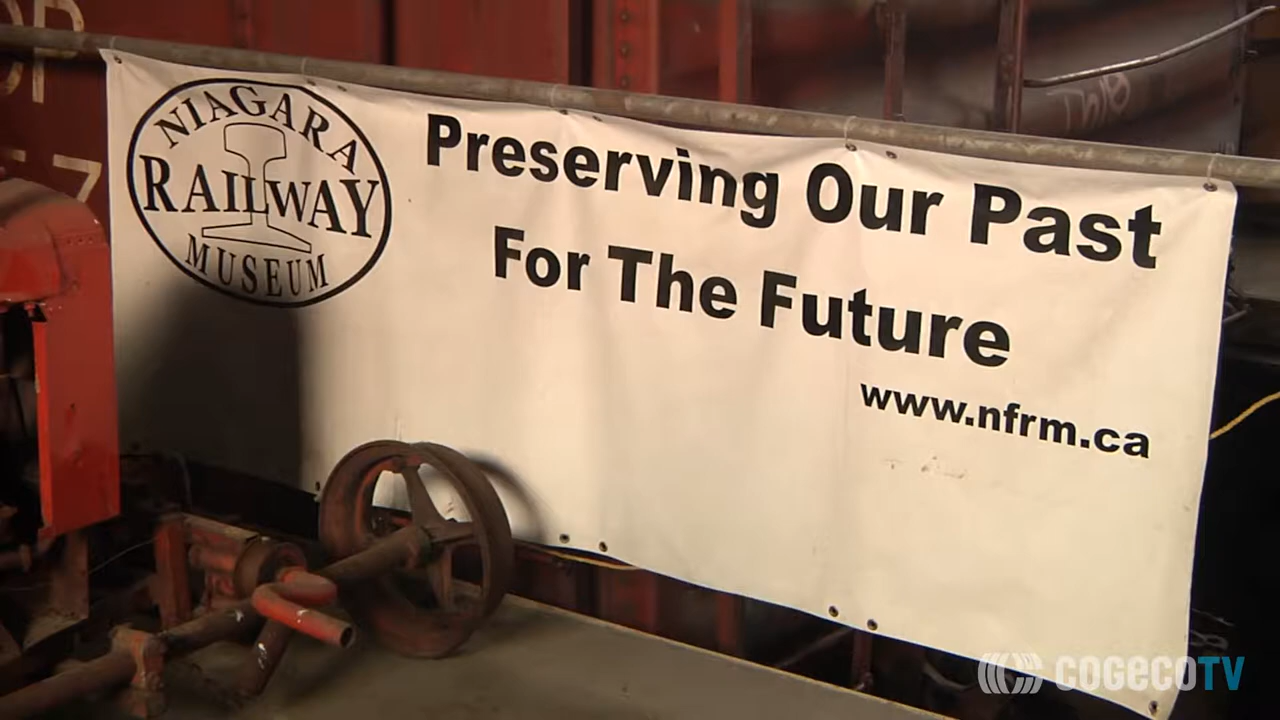 NIAGARA
RAILWAY
MUSEUM
Preserving Our Past
For The Future
www.nfrm.ca
COGECOTV